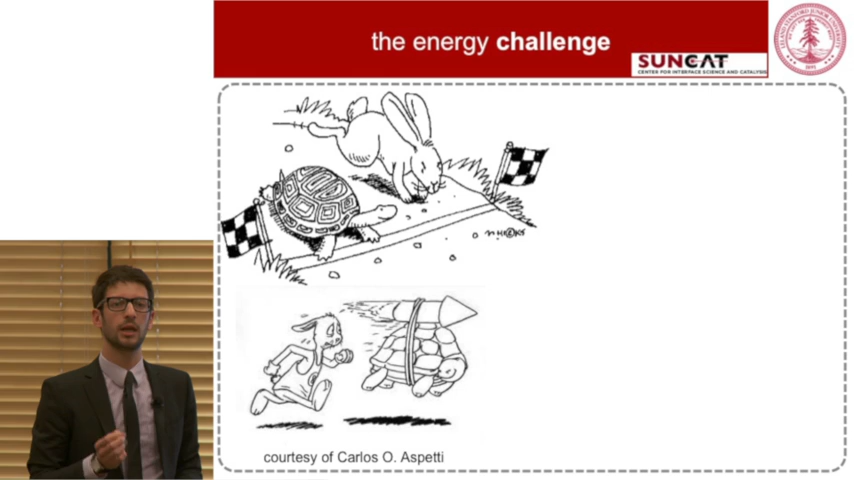 the energy challenge
SUNCAT
CENTER FOR INTERFACE SCIENCE AND CATALYSIS
courtesy of Carlos O. Aspetti